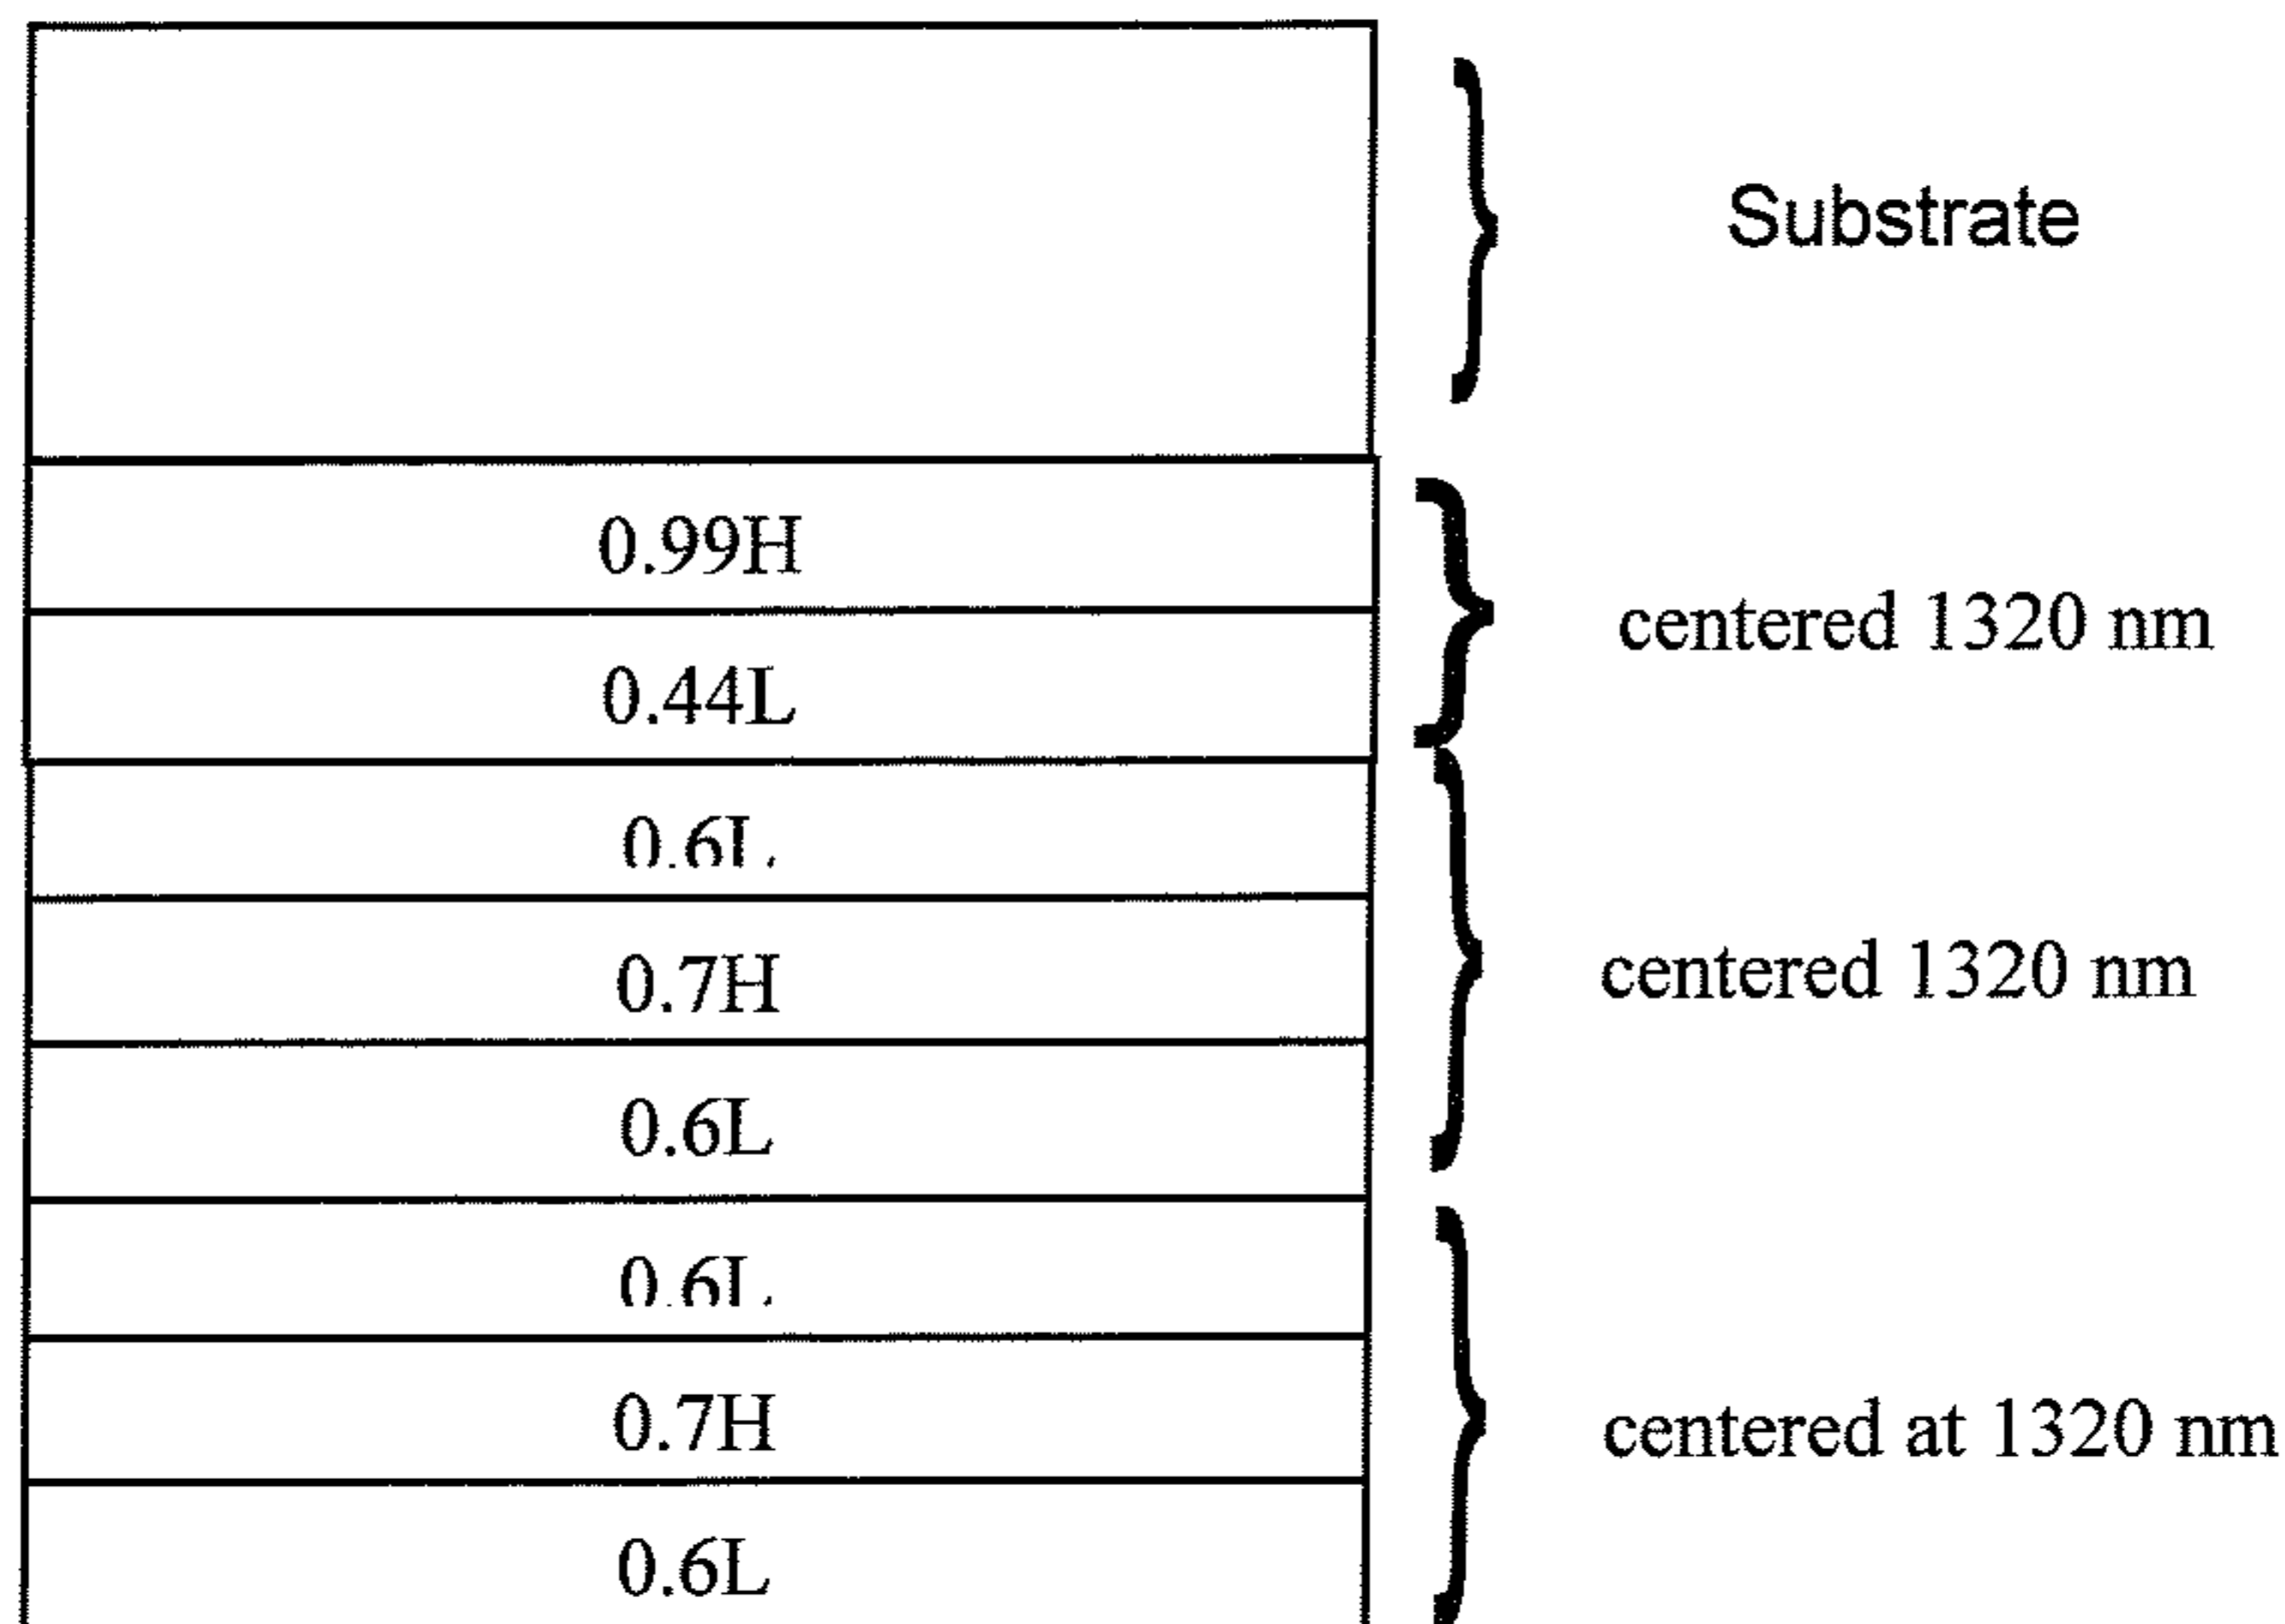 Substrate
0.99H
centered 1320 nm
0.44L
0.6L
0.7H
centered 1320 nm
0.6L
0.6L
0.7H
centered at 1320 nm
0.6L